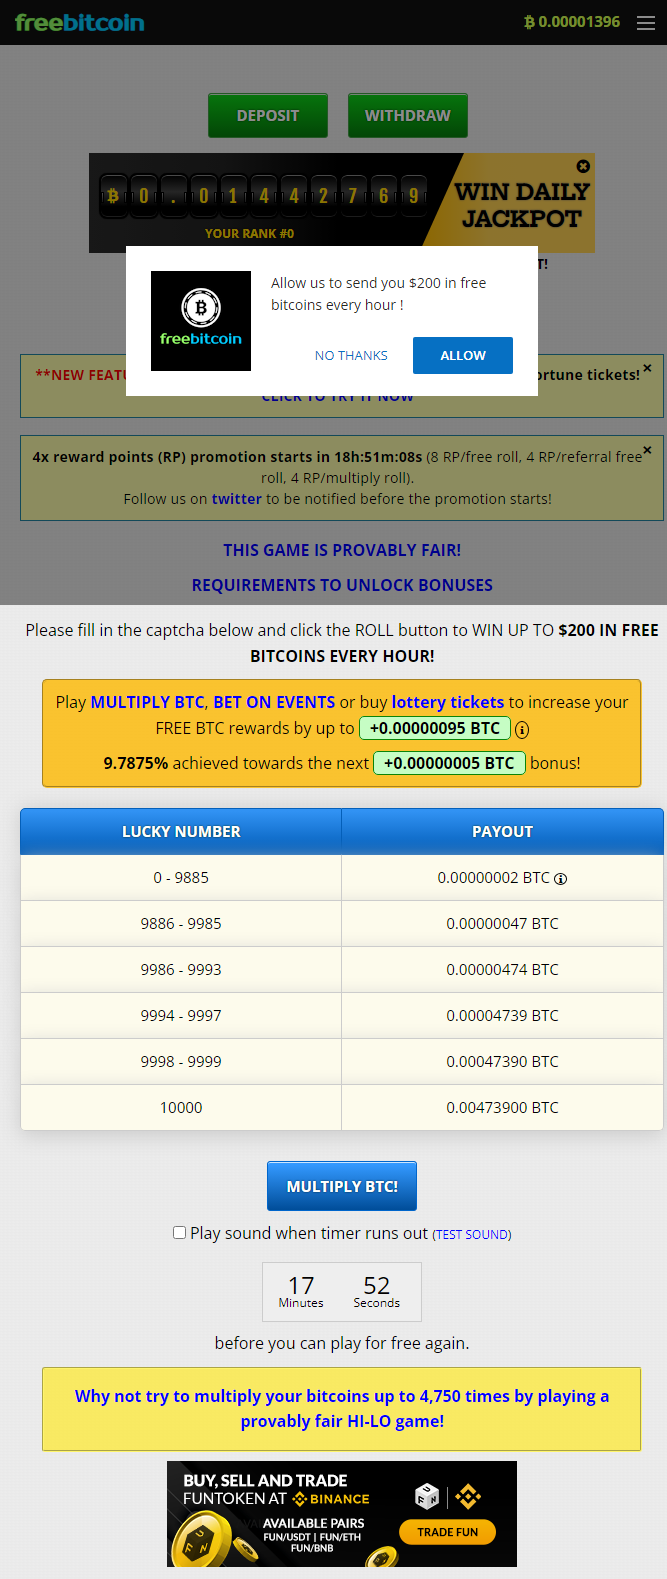 freebitcoin
0.00001396
DEPOSIT
WITHDRAW
0.01442769
YOUR RANK #0
WIN DAILY
JACKPOT
T!
Allow us to send you $200 in free
bitcoins every hour !
freebitcoin
NO THANKS
ALLOW
**NEW FEATU
ortune tickets!
CLICK TO TRY IT NOW
4x reward points (RP) promotion starts in 18h:51m:08s (8 RP/free roll, 4 RP/referral free
roll, 4 RP/multiply roll).
Follow us on twitter to be notified before the promotion starts!
THIS GAME IS PROVABLY FAIR!
REQUIREMENTS TO UNLOCK BONUSES
Please fill in the captcha below and click the ROLL button to WIN UP TO $200 IN FREE
BITCOINS EVERY HOUR!
Play MULTIPLY BTC, BET ON EVENTS or buy lottery tickets to increase your
FREE BTC rewards by up to +0.00000095 BTC
9.7875% achieved towards the next +0.00000005 BTC bonus!
LUCKY NUMBER
PAYOUT
0 - 9885
0.00000002 BTC
9886 - 9985
0.00000047 BTC
9986 - 9993
0.00000474 BTC
9994 - 9997
0.00004739 BTC
9998 - 9999
0.00047390 BTC
10000
0.00473900 BTC
MULTIPLY BTC!
Play sound when timer runs out (TEST SOUND)
17
52
Minutes
Seconds
before you can play for free again.
Why not try to multiply your bitcoins up to 4,750 times by playing a
provably fair HI-LO game!
BUY, SELL AND TRADE
FUNTOKEN AT BINANCE
AVAILABLE PAIRS
FUN/USDT | FUN/ETH
FUN/BNB
TRADE FUN